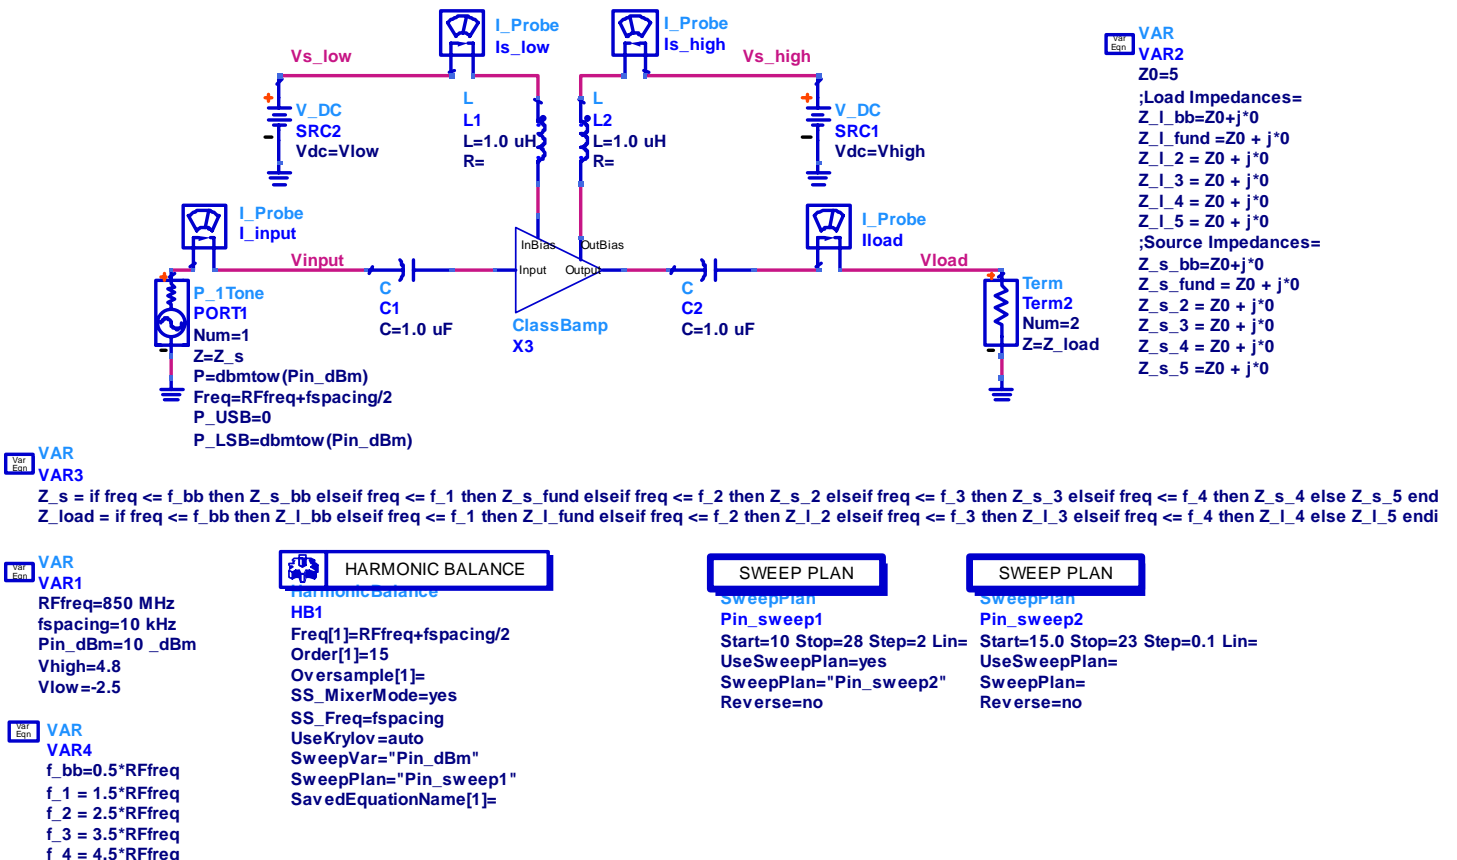 I_Probe
Is_low
I_Probe
Is_high
Vs_low
Vs_high
V_DC
SRC2
Vdc=Vlow
L
L1
L=1.0 uH
R=
L
L2
L=1.0 uH
R=
V_DC
SRC1
Vdc=Vhigh
I_Probe
I_input
I_Probe
Iload
Vinput
Vload
InBias
OutBias
Input
Output
ClassBamp
X3
P_1Tone
PORT1
Num=1
Z=Z_s
P=dbmtow(Pin_dBm)
Freq=RFfreq+fspacing/2
P_USB=0
P_LSB=dbmtow(Pin_dBm)
C
C1
C=1.0 uF
C
C2
C=1.0 uF
Term
Term2
Num=2
Z=Z_load
Var
Eqn
VAR
VAR2
Z0=5
;Load Impedances=
Z_l_bb=Z0+j*0
Z_l_fund =Z0 + j*0
Z_l_2 = Z0 + j*0
Z_l_3 = Z0 + j*0
Z_l_4 = Z0 + j*0
Z_l_5 = Z0 + j*0
;Source Impedances=
Z_s_bb=Z0+j*0
Z_s_fund = Z0 + j*0
Z_s_2 = Z0 + j*0
Z_s_3 = Z0 + j*0
Z_s_4 = Z0 + j*0
Z_s_5 =Z0 + j*0
Var
Eqn
VAR
VAR3
Z_s = if freq <= f_bb then Z_s_bb elseif freq <= f_1 then Z_s_fund elseif freq <= f_2 then Z_s_2 elseif freq <= f_3 then Z_s_3 elseif freq <= f_4 then Z_s_4 else Z_s_5 end
Z_load = if freq <= f_bb then Z_l_bb elseif freq <= f_1 then Z_l_fund elseif freq <= f_2 then Z_l_2 elseif freq <= f_3 then Z_l_3 elseif freq <= f_4 then Z_l_4 else Z_l_5 endi
Var
Eqn
VAR
VAR1
RFfreq=850 MHz
fspacing=10 kHz
Pin_dBm=10 _dBm
Vhigh=4.8
Vlow=-2.5
Var
Eqn
VAR
VAR4
f_bb=0.5*RFfreq
f_1 = 1.5*RFfreq
f_2 = 2.5*RFfreq
f_3 = 3.5*RFfreq
f_4 = 4.5*RFfreq
HARMONIC BALANCE
HarmonicBalance
HB1
Freq[1]=RFfreq+fspacing/2
Order[1]=15
Oversample[1]=
SS_MixerMode=yes
SS_Freq=fspacing
UseKrylov=auto
SweepVar="Pin_dBm"
SweepPlan="Pin_sweep1"
SavedEquationName[1]=
SWEEP PLAN
SweepPlan
Pin_sweep1
Start=10 Stop=28 Step=2 Lin=
UseSweepPlan=yes
SweepPlan="Pin_sweep2"
Reverse=no
SWEEP PLAN
SweepPlan
Pin_sweep2
Start=15.0 Stop=23 Step=0.1 Lin=
UseSweepPlan=
SweepPlan=
Reverse=no